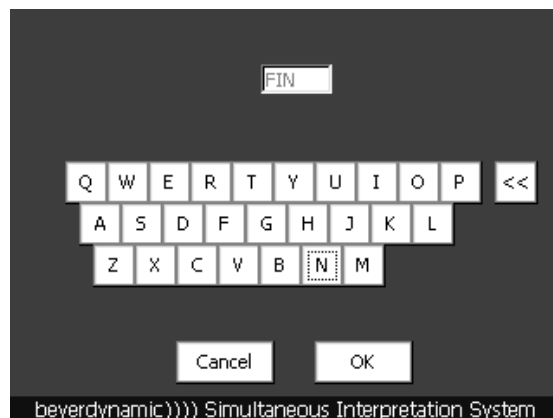 FIN
Q W E R T Y U I O P <<
A S D F G H J K L
Z X C V B N M
Cancel OK
beyerdynamic)))) Simultaneous Interpretation System